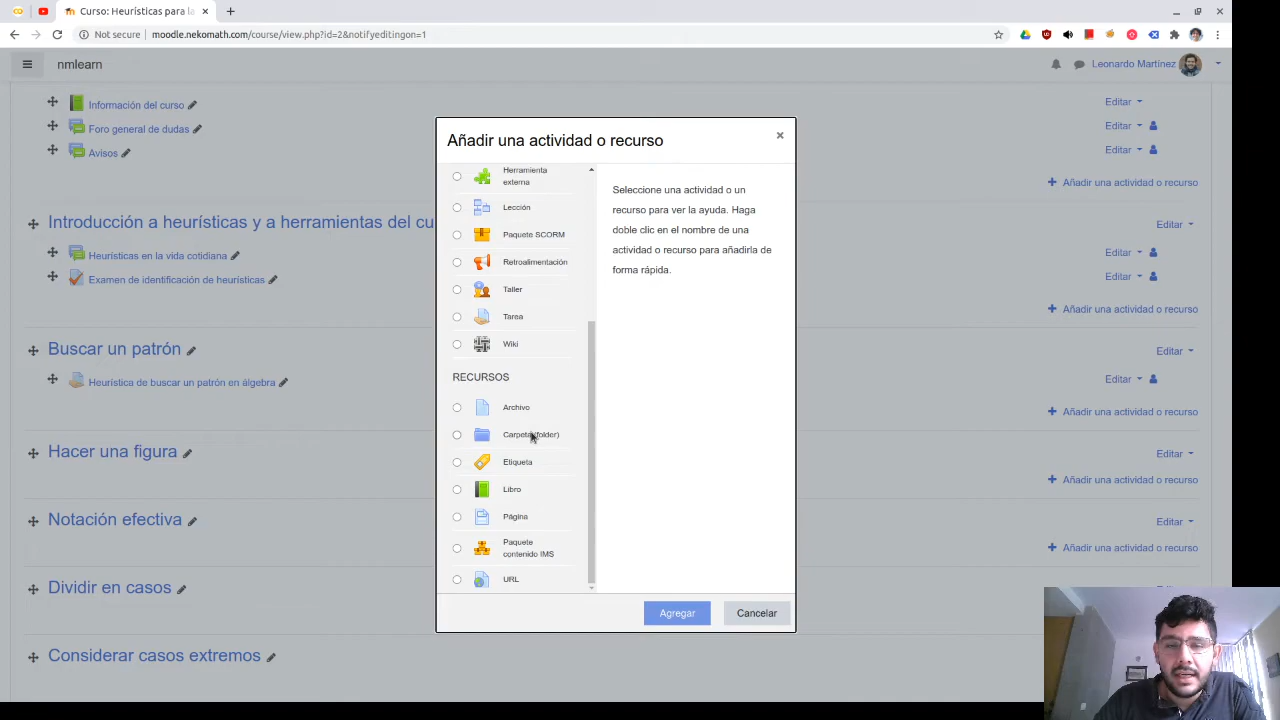 Curso: Heurísticas para la
Not secure
moodle.nekomath.com/course/view.php?id=2&notifyeditingon=1
nmlearn
Leonardo Martínez
Información del curso
Editar
Foro general de dudas
Editar
Avisos
Editar
Añadir una actividad o recurso
Introducción a heurísticas y a herramientas del cu
Editar
Heurísticas en la vida cotidiana
Editar
Examen de identificación de heurísticas
Editar
Añadir una actividad o recurso
Buscar un patrón
Editar
Heurística de buscar un patrón en álgebra
Editar
Añadir una actividad o recurso
Hacer una figura
Editar
Añadir una actividad o recurso
Notación efectiva
Editar
Añadir una actividad o recurso
Dividir en casos
Considerar casos extremos
Añadir una actividad o recurso
×
Herramienta
externa
Lección
Paquete SCORM
Retroalimentación
Taller
Tarea
Wiki
RECURSOS
Archivo
Carpeta (folder)
Etiqueta
Libro
Página
Paquete
contenido IMS
URL
Seleccione una actividad o un
recurso para ver la ayuda. Haga
doble clic en el nombre de una
actividad o recurso para añadirla de
forma rápida.
Agregar
Cancelar